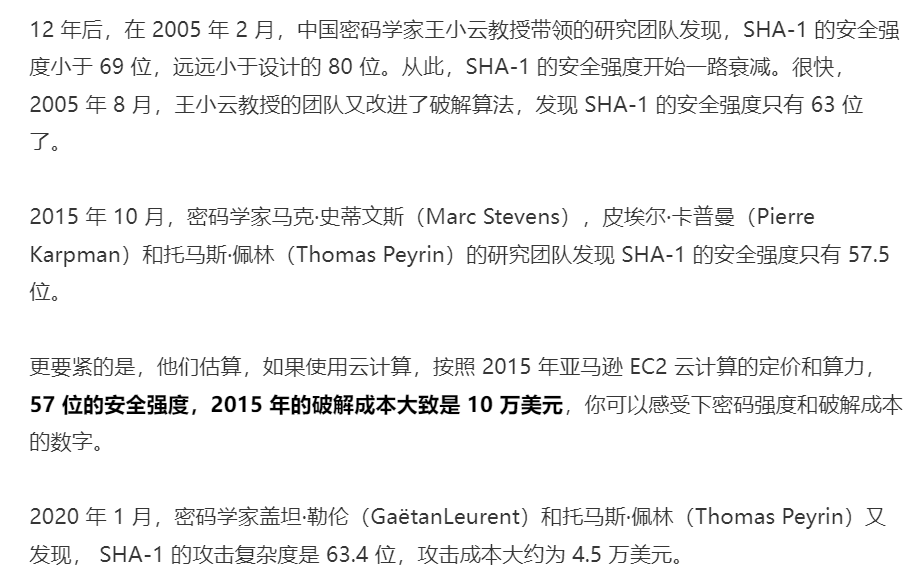 12 年后，在 2005 年 2 月，中国密码学家王小云教授带领的研究团队发现，SHA-1 的安全强
度小于 69 位，远远小于设计的 80 位。从此，SHA-1 的安全强度开始一路衰减。很快，
2005 年 8 月，王小云教授的团队又改进了破解算法，发现 SHA-1 的安全强度只有 63 位
了。
2015 年 10 月，密码学家马克·史蒂文斯（Marc Stevens），皮埃尔·卡普曼（Pierre
Karpman）和托马斯·佩林（Thomas Peyrin）的研究团队发现 SHA-1 的安全强度只有 57.5
位。
更要紧的是，他们估算，如果使用云计算，按照 2015 年亚马逊 EC2 云计算的定价和算力，
57 位的安全强度，2015 年的破解成本大致是 10 万美元，你可以感受下密码强度和破解成本
的数字。
2020 年 1 月，密码学家盖坦·勒伦（GaëtanLeurent）和托马斯·佩林（Thomas Peyrin）又
发现， SHA-1 的攻击复杂度是 63.4 位，攻击成本大约为 4.5 万美元。